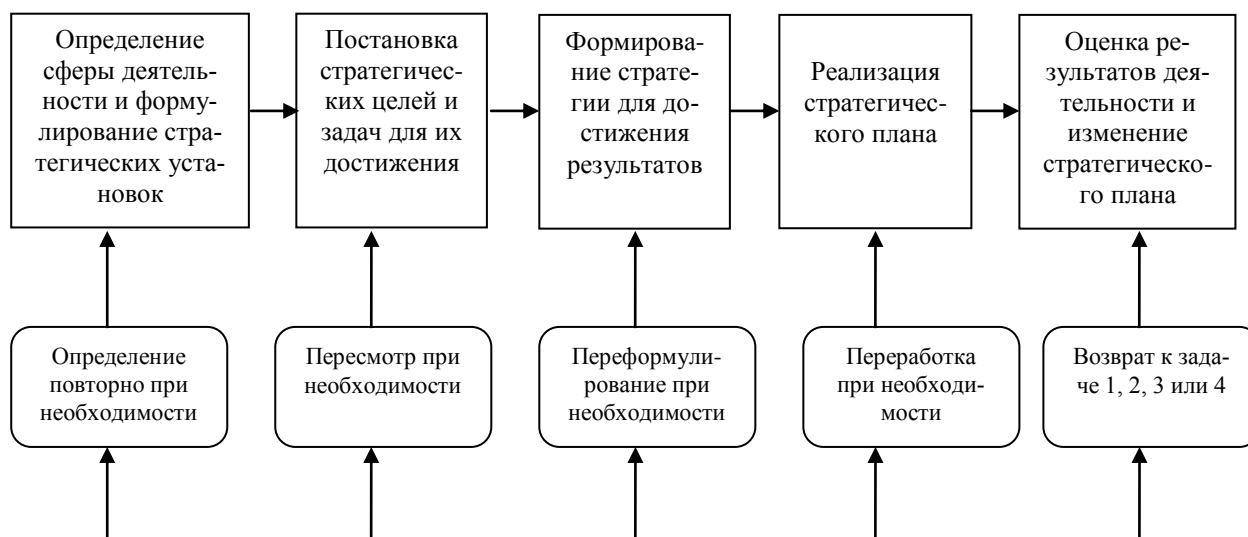 Определение
сферы деятель-
ности и форму-
лирование стра-
тегических уста-
новок
Постановка
стратегичес-
ких целей и
задач для их
достижения
Формирова-
ние страте-
гии для до-
стижения
результатов
Реализация
стратегичес-
кого плана
Оценка ре-
зультатов дея-
тельности и
изменение
стратегическо-
го плана
Определение
повторно при
необходимости
Пересмотр при
необходимости
Переформули-
рование при
необходимости
Переработка
при необходи-
мости
Возврат к зада-
че 1, 2, 3 или 4